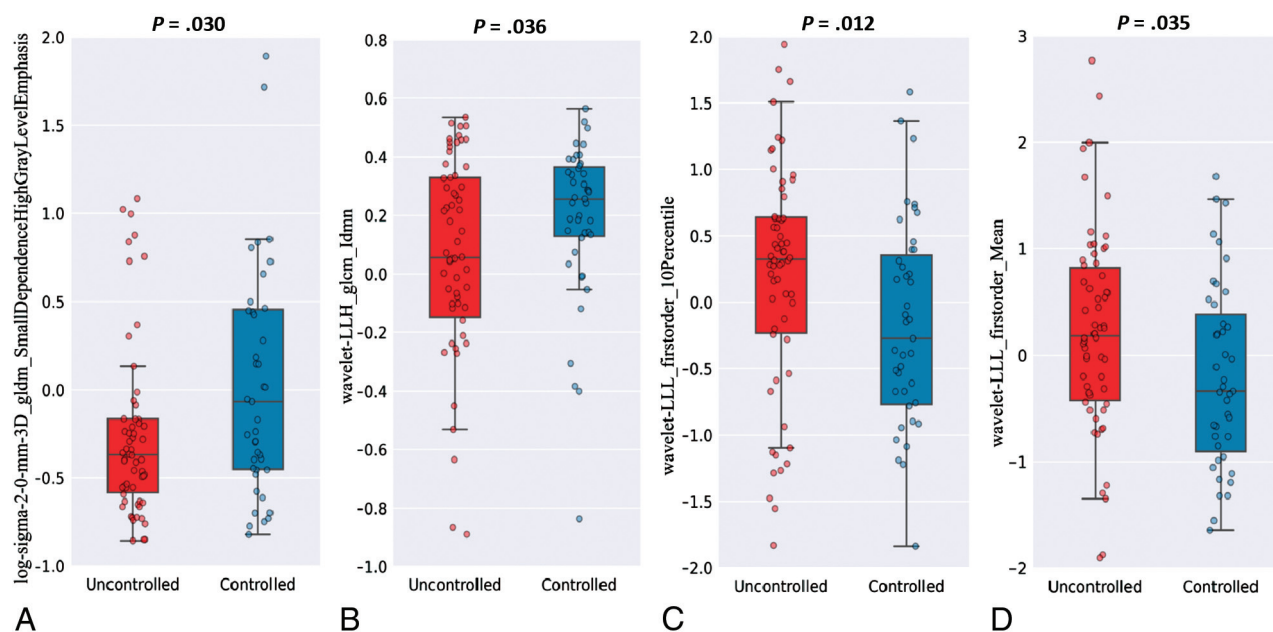 P = .030
log-sigma-2-0-mm-3D_gldm_SmallDependenceHighGrayLevelEmphasis
2.0
1.5
1.0
0.5
0.0
-0.5
-1.0
Uncontrolled Controlled
A
P = .036
wavelet-LLH_glcm_Idmn
0.8
0.6
0.4
0.2
0.0
−0.2
−0.4
−0.6
−0.8
−1.0
Uncontrolled Controlled
B
P = .012
wavelet-LLL_firstorder_10Percentile
2.0
1.5
1.0
0.5
0.0
−0.5
−1.0
−1.5
−2.0
Uncontrolled Controlled
C
P = .035
wavelet-LLL_firstorder_Mean
3
2
1
0
−1
−2
Uncontrolled Controlled
D